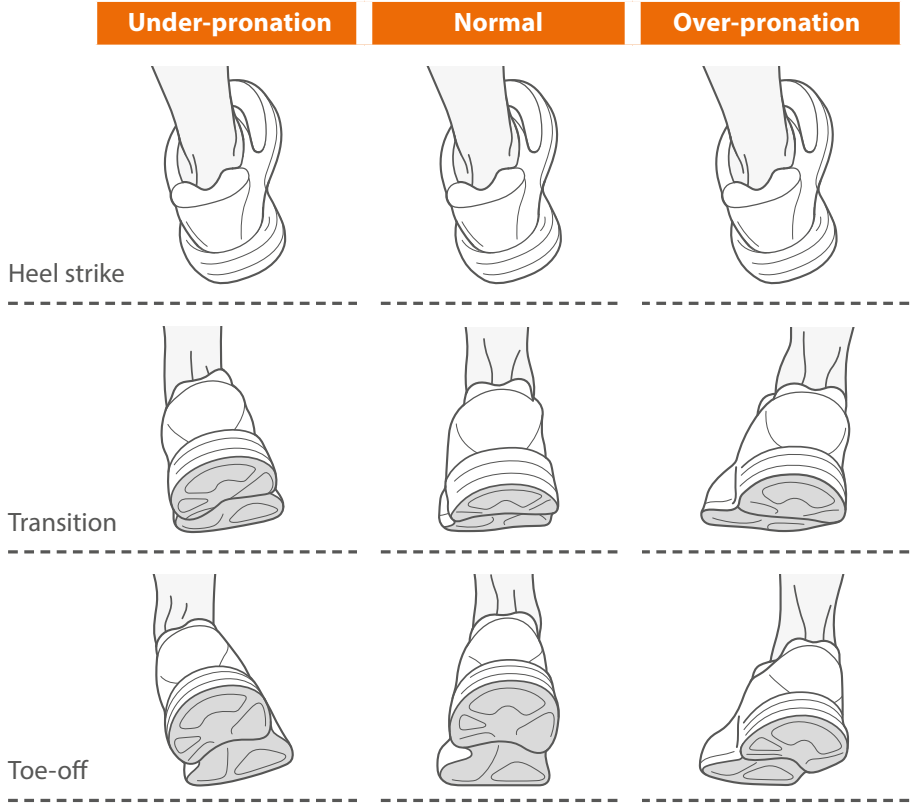 Under-pronation
Normal
Over-pronation
Heel strike
Transition
Toe-off